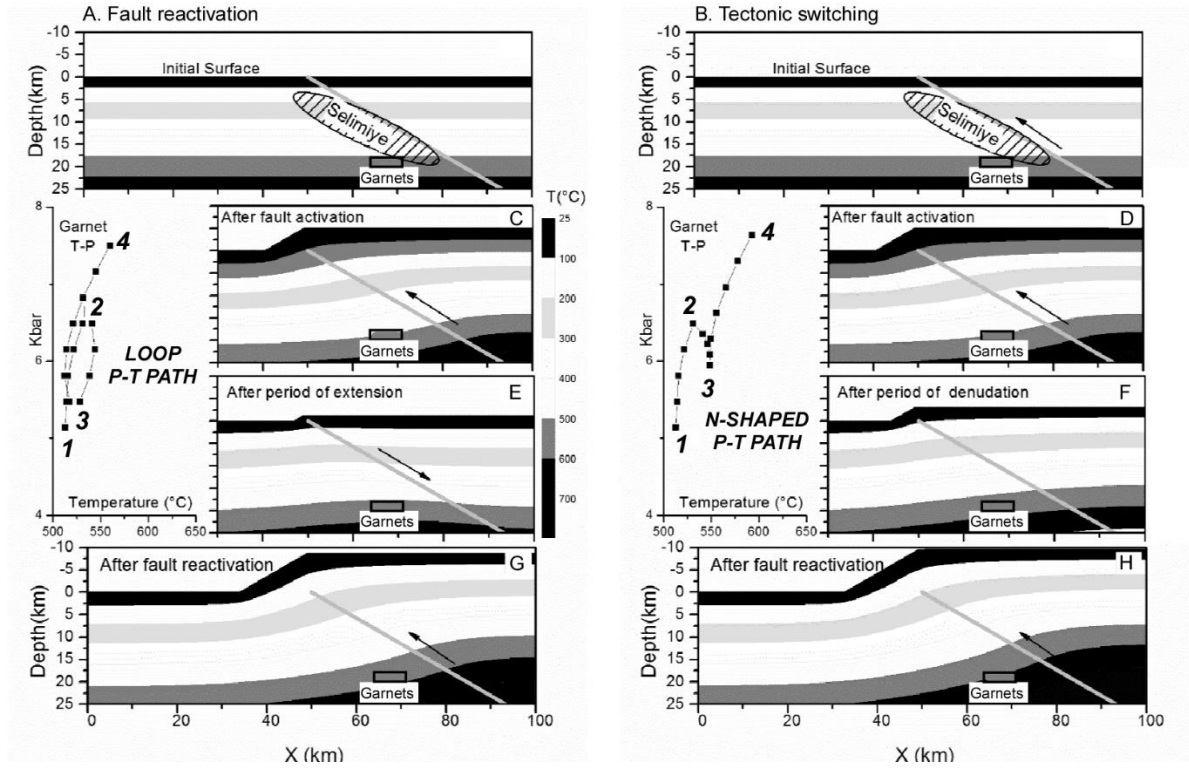 A. Fault reactivation
-10
-5
0
5
10
15
20
25
Depth(km)
Initial Surface
Selimiye
Garnets
0 20 40 60 80 100
8
6
4
Kbar
Garnet
T-P
4
2
LOOP
P-T PATH
3
1
Temperature (°C)
500 550 600 650
After fault activation
C
Garnets
T(°C)
25
100
200
300
400
500
600
700
After period of extension
E
Garnets
-10
-5
0
5
10
15
20
25
Depth(km)
After fault reactivation
G
Garnets
0 20 40 60 80 100
X (km)
B. Tectonic switching
-10
-5
0
5
10
15
20
25
Depth(km)
Initial Surface
Selimiye
Garnets
8
6
4
Kbar
Garnet
T-P
4
2
3
N-SHAPED
P-T PATH
1
Temperature (°C)
500 550 600 650
After fault activation
D
Garnets
After period of denudation
F
Garnets
-10
-5
0
5
10
15
20
25
Depth(km)
After fault reactivation
H
Garnets
0 20 40 60 80 100
X (km)